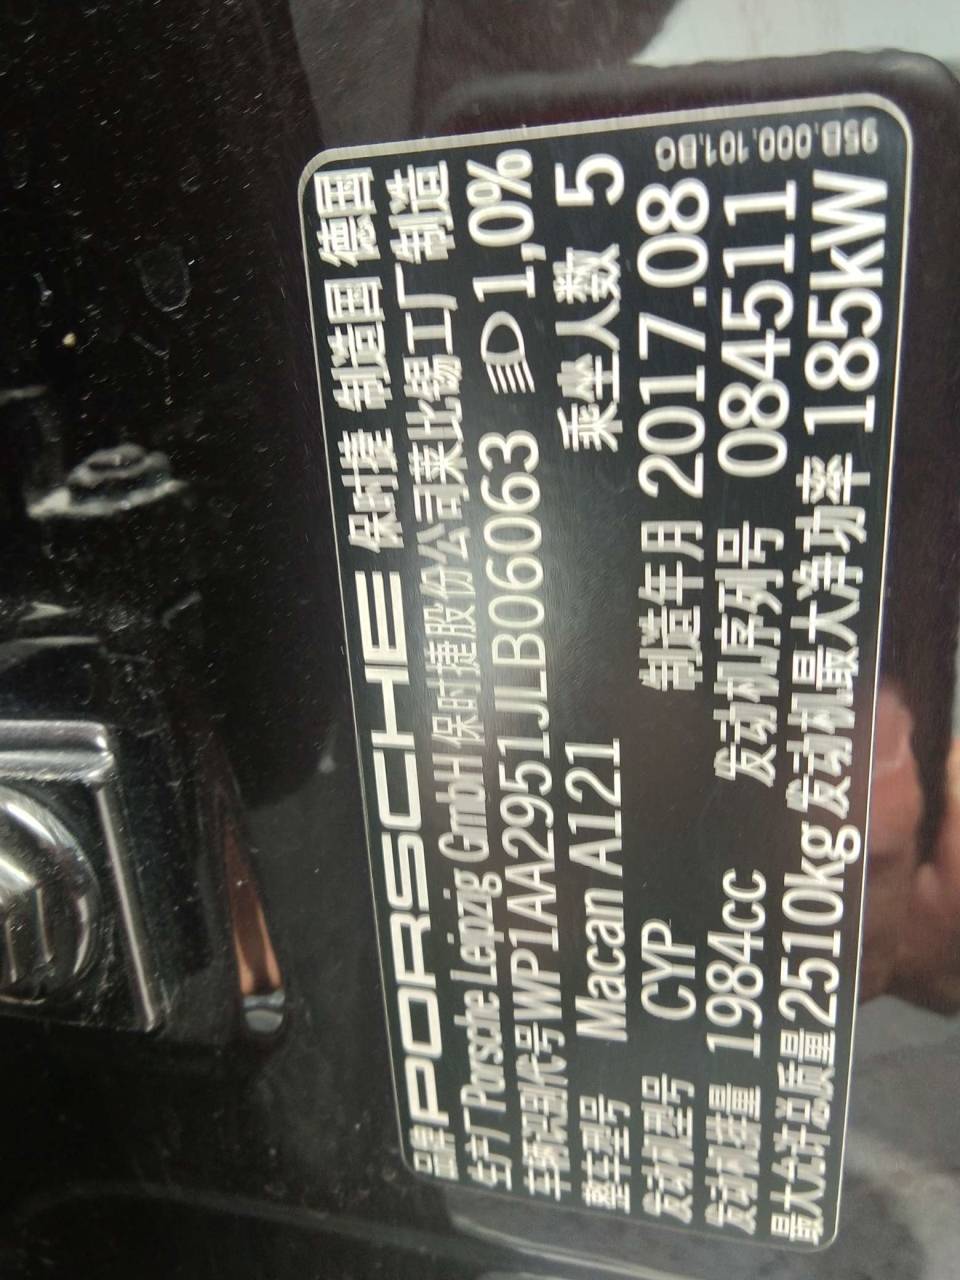 品牌 PORSCHE 保时捷 制造国 德国
生产厂 Porsche Leipzig GmbH 保时捷股份公司莱比锡工厂制造
车辆识别代号 WP1AA2951JLB06063 1,0%
整车型号 Macan A121 乘坐人数 5
发动机型号 CYP 制造年月 2017.08
发动机排量 1984cc 发动机序列号 084511
最大允许总质量 2510kg 发动机最大净功率 185kW
95B.000.101.BC